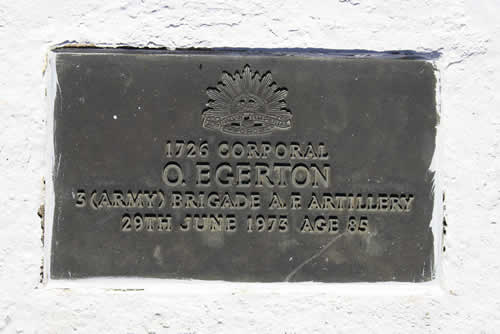 1726 CORPORAL
O. EGERTON
3 (ARMY) BRIGADE A. F. ARTILLERY
29TH JUNE 1973 AGE 85